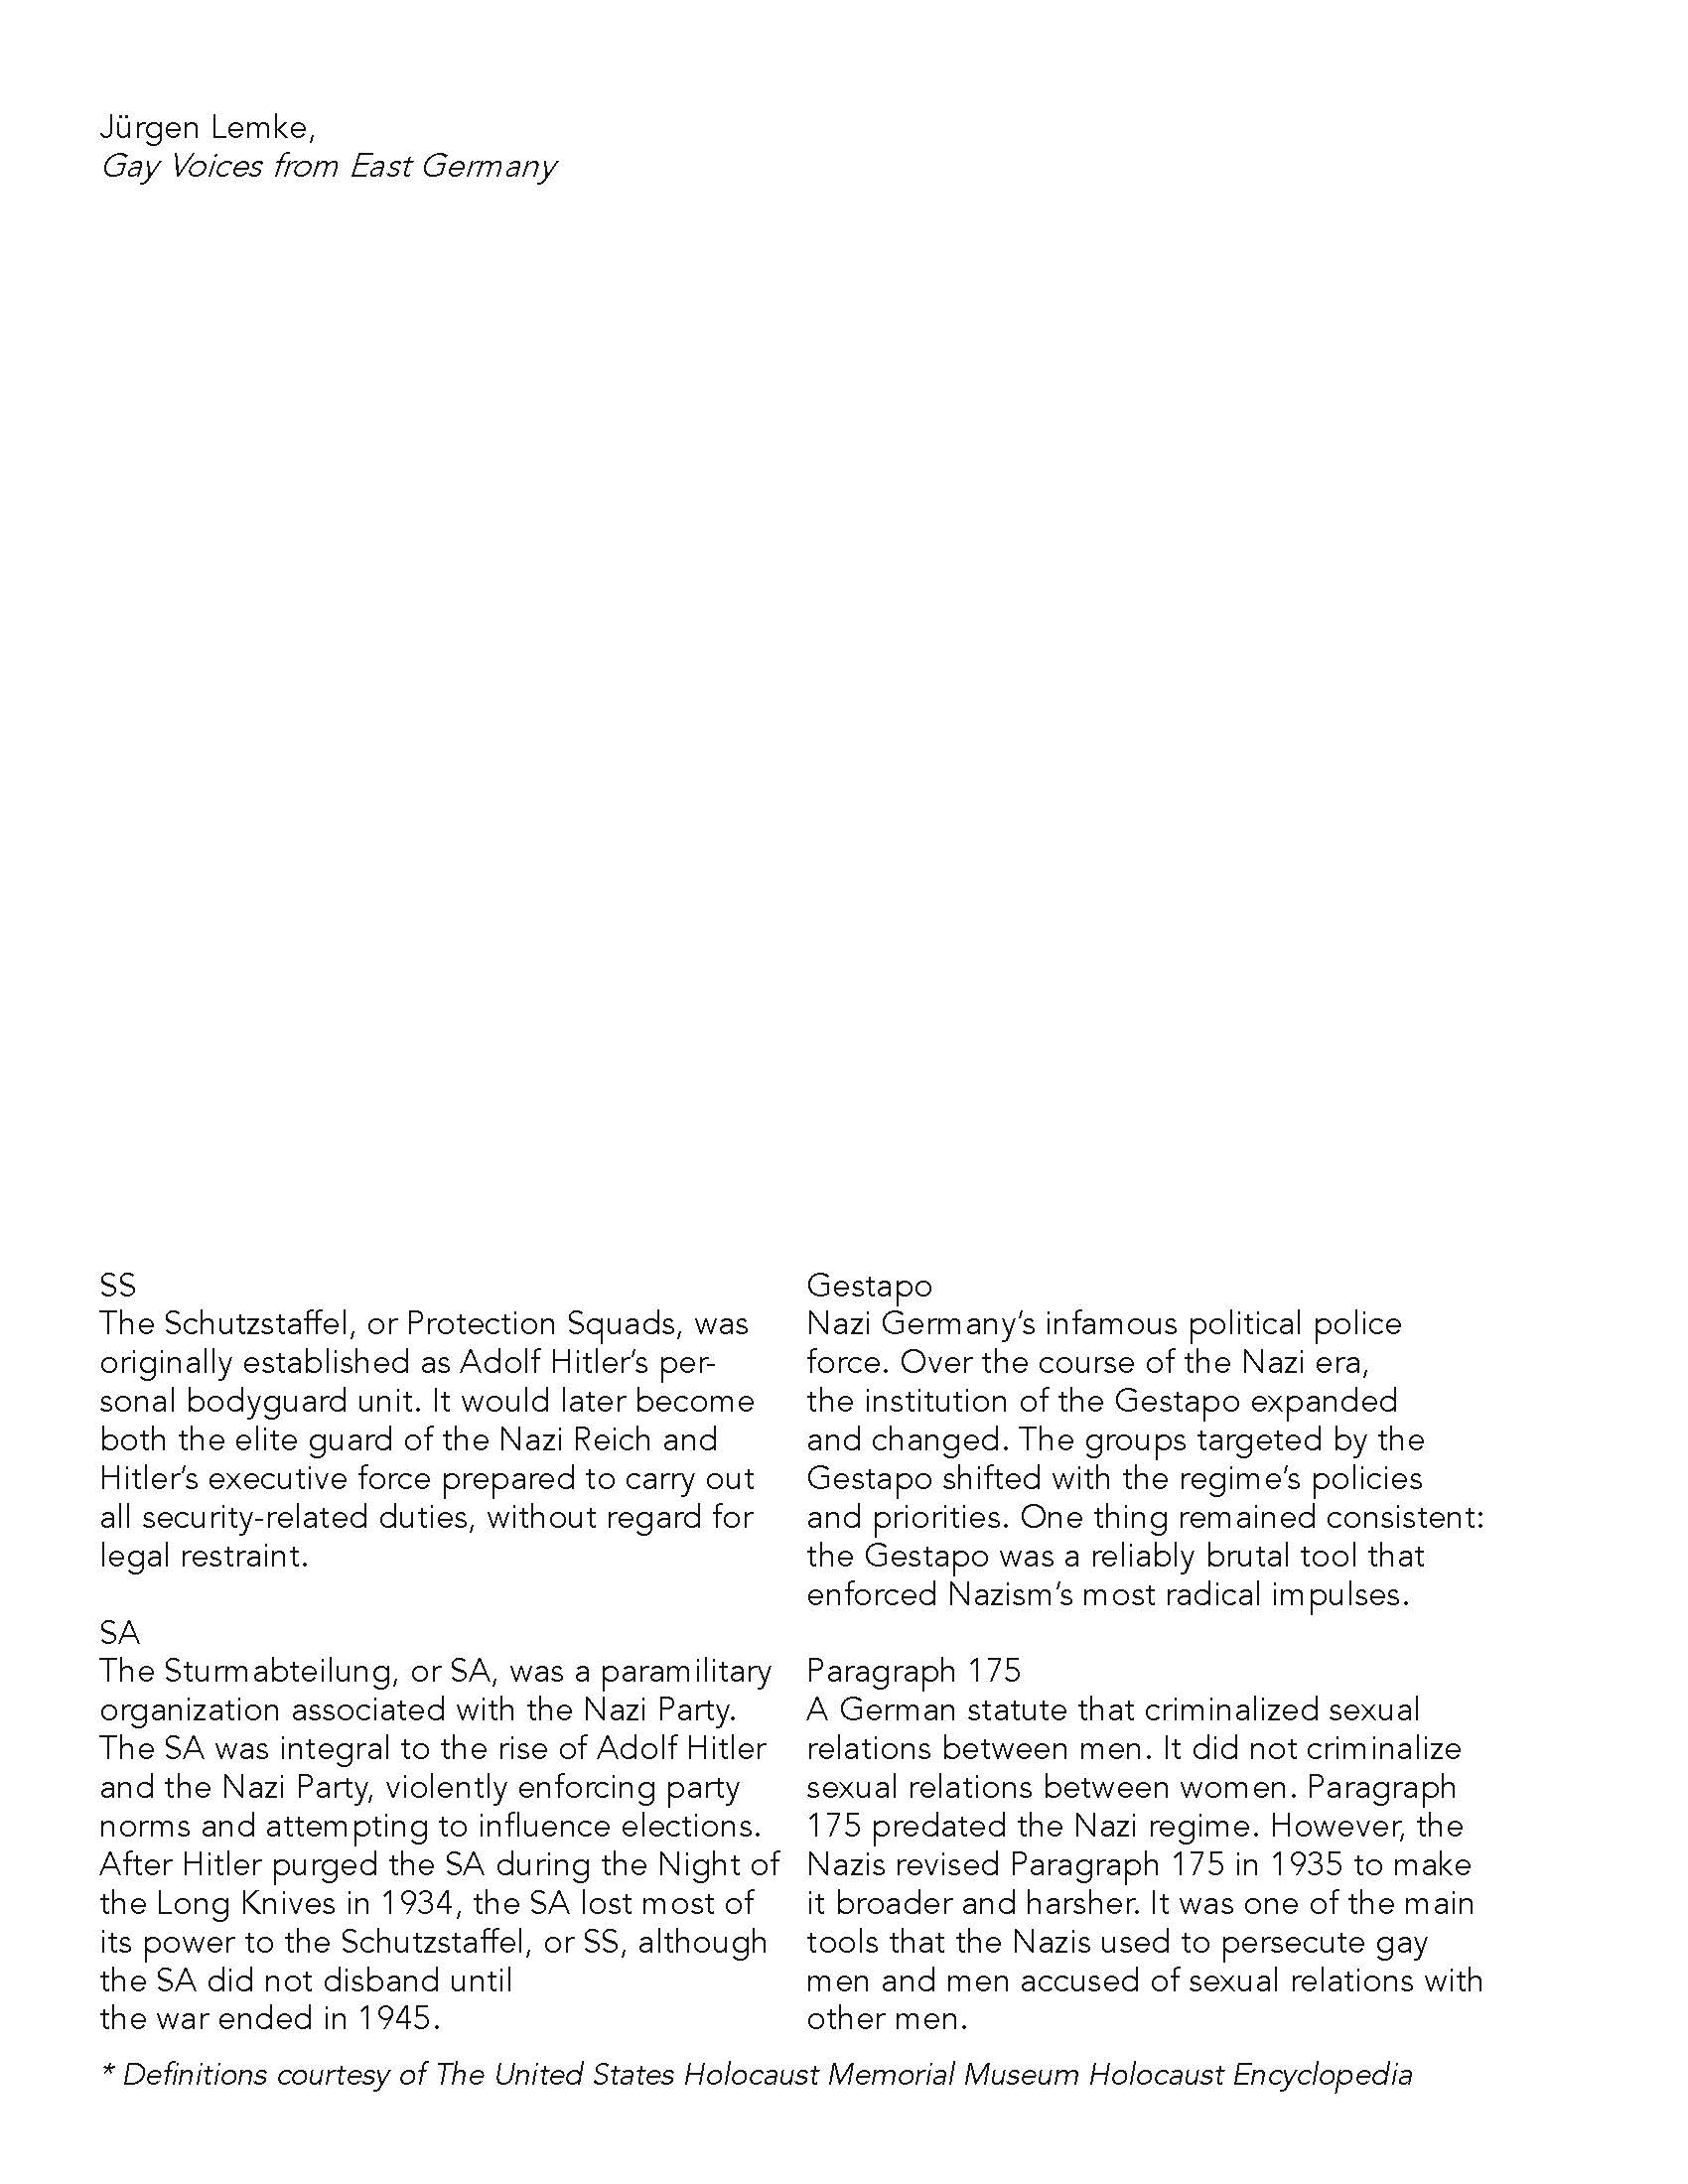 Jürgen Lemke,
Gay Voices from East Germany
SS
The Schutzstaffel, or Protection Squads, was
originally established as Adolf Hitler’s per-
sonal bodyguard unit. It would later become
both the elite guard of the Nazi Reich and
Hitler’s executive force prepared to carry out
all security-related duties, without regard for
legal restraint.
SA
The Sturmabteilung, or SA, was a paramilitary
organization associated with the Nazi Party.
The SA was integral to the rise of Adolf Hitler
and the Nazi Party, violently enforcing party
norms and attempting to influence elections.
After Hitler purged the SA during the Night of
the Long Knives in 1934, the SA lost most of
its power to the Schutzstaffel, or SS, although
the SA did not disband until
the war ended in 1945.
Gestapo
Nazi Germany’s infamous political police
force. Over the course of the Nazi era,
the institution of the Gestapo expanded
and changed. The groups targeted by the
Gestapo shifted with the regime’s policies
and priorities. One thing remained consistent:
the Gestapo was a reliably brutal tool that
enforced Nazism’s most radical impulses.
Paragraph 175
A German statute that criminalized sexual
relations between men. It did not criminalize
sexual relations between women. Paragraph
175 predated the Nazi regime. However, the
Nazis revised Paragraph 175 in 1935 to make
it broader and harsher. It was one of the main
tools that the Nazis used to persecute gay
men and men accused of sexual relations with
other men.
* Definitions courtesy of The United States Holocaust Memorial Museum Holocaust Encyclopedia